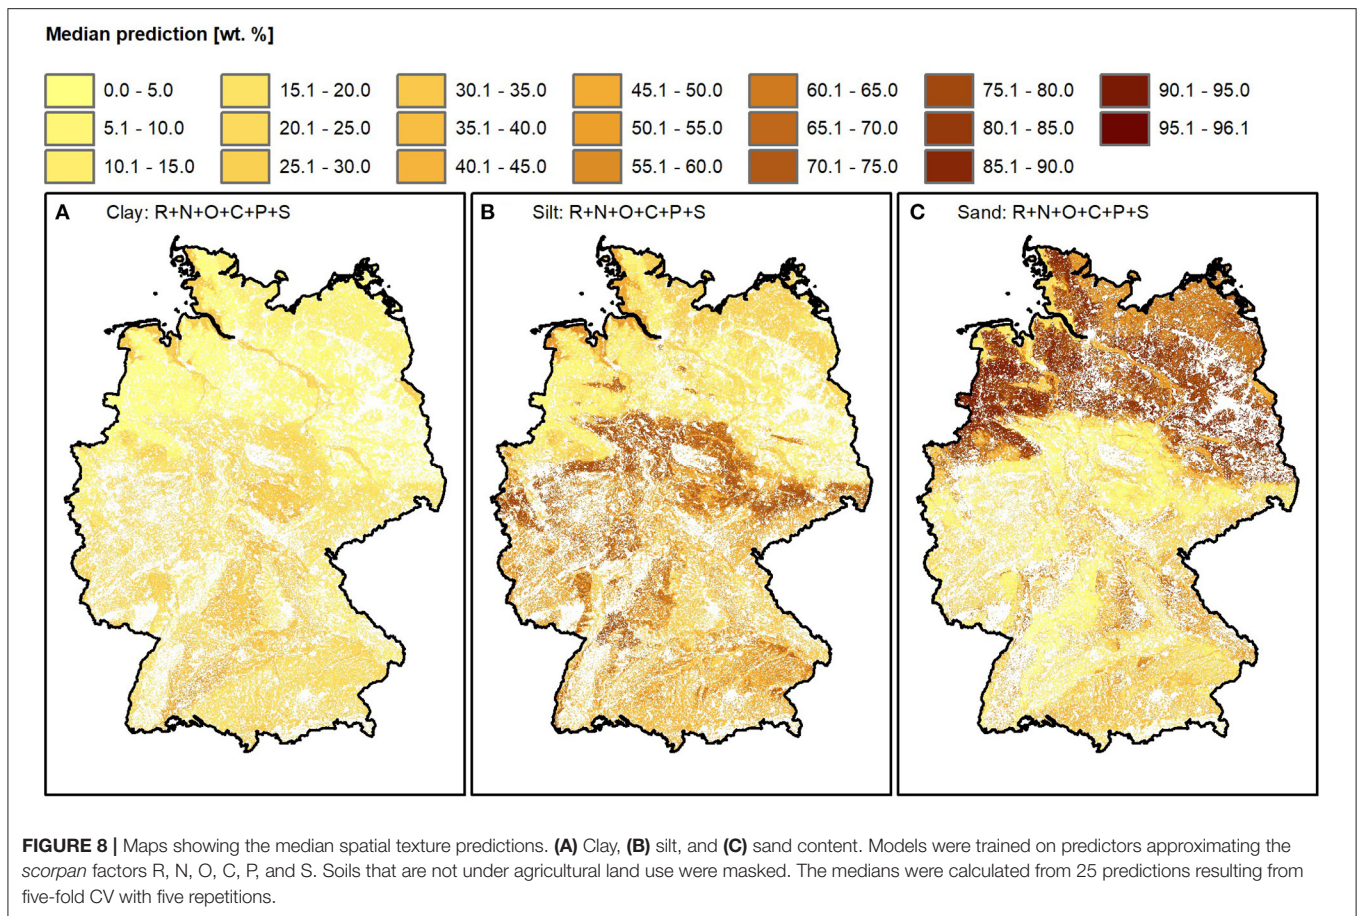 Median prediction [wt. %]
0.0 - 5.0 15.1 - 20.0 30.1 - 35.0 45.1 - 50.0 60.1 - 65.0 75.1 - 80.0 90.1 - 95.0
5.1 - 10.0 20.1 - 25.0 35.1 - 40.0 50.1 - 55.0 65.1 - 70.0 80.1 - 85.0 95.1 - 96.1
10.1 - 15.0 25.1 - 30.0 40.1 - 45.0 55.1 - 60.0 70.1 - 75.0 85.1 - 90.0
A Clay: R+N+O+C+P+S
B Silt: R+N+O+C+P+S
C Sand: R+N+O+C+P+S
FIGURE 8 | Maps showing the median spatial texture predictions. (A) Clay, (B) silt, and (C) sand content. Models were trained on predictors approximating the
scorpan factors R, N, O, C, P, and S. Soils that are not under agricultural land use were masked. The medians were calculated from 25 predictions resulting from
five-fold CV with five repetitions.